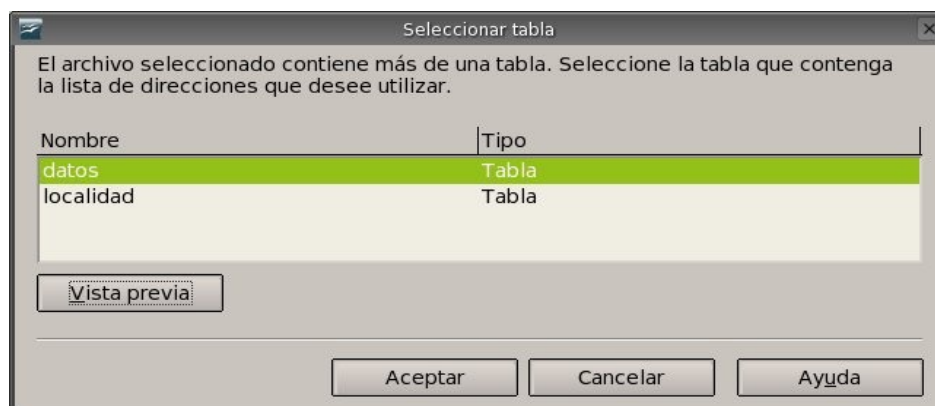 Seleccionar tabla
El archivo seleccionado contiene más de una tabla. Seleccione la tabla que contenga
la lista de direcciones que desee utilizar.
Nombre Tipo
datos Tabla
localidad Tabla
Vista previa
Aceptar Cancelar Ayuda